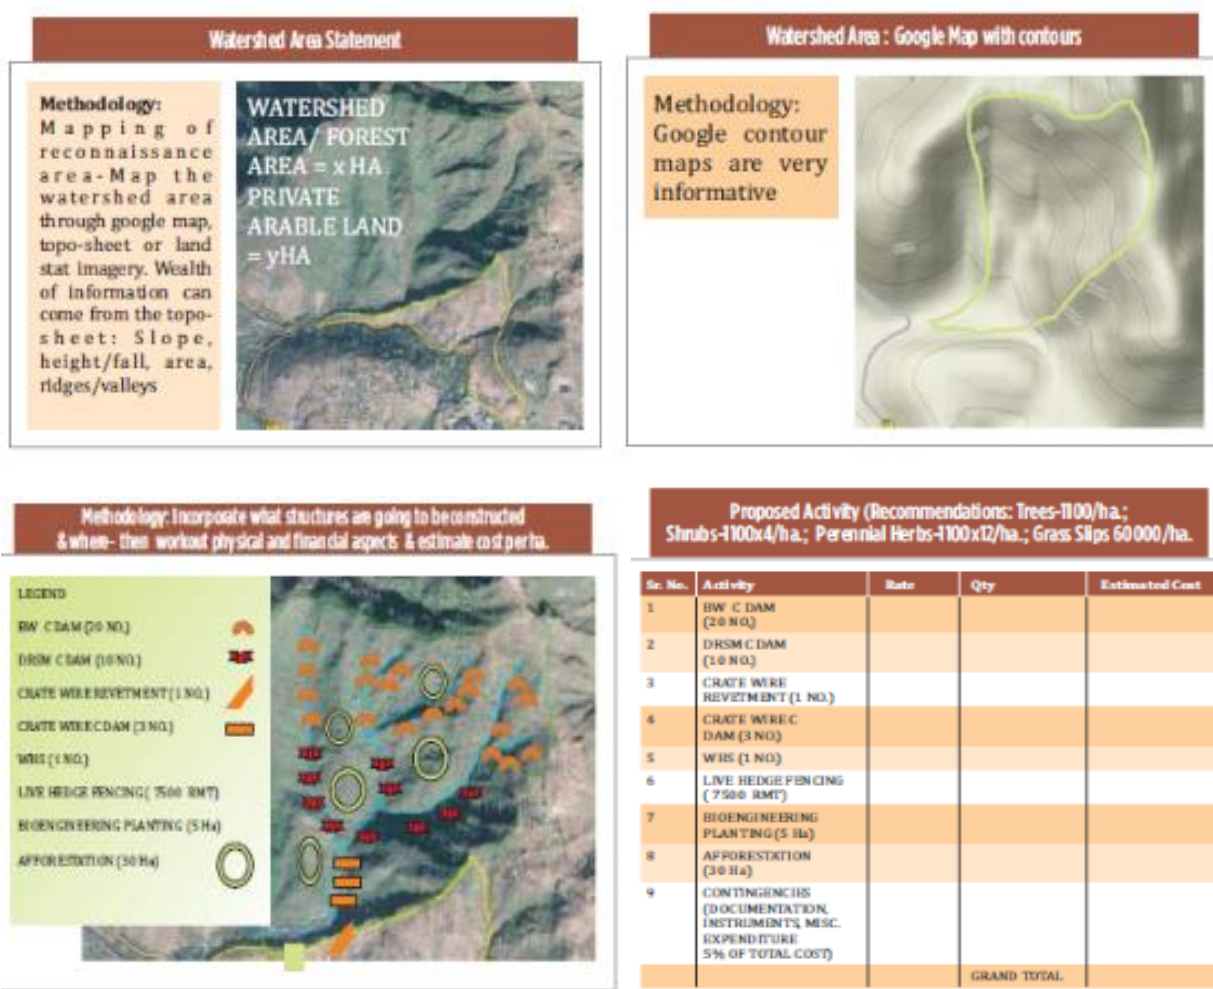 Watershed Area Statement
Methodology:
Mapping of
reconnaissance
area-Map the
watershed area
through google map,
topo-sheet or land
stat imagery. Wealth
of information can
come from the topo-
sheet: Slope,
height/fall, area,
ridges/valleys
WATERSHED
AREA/ FOREST
AREA = x HA
PRIVATE
ARABLE LAND
= yHA
Watershed Area : Google Map with contours
Methodology:
Google contour
maps are very
informative
Methodology: Incorporate what structures are going to be constructed
& where- then workout physical and financial aspects & estimate cost per ha.
LEGEND
BW C DAM (20 NO.)
DRSM C DAM (10 NO.)
CRATE WIRE REVETMENT (1 NO.)
CRATE WIRE C DAM (3 NO.)
WHS (1 NO.)
LIVE HEDGE FENCING ( 7500 RMT)
BIOENGINEERING PLANTING (5 Ha)
AFFORESTATION (30 Ha)
Proposed Activity (Recommendations: Trees-1100/ha.;
Shrubs-1100x4/ha.; Perennial Herbs-1100x12/ha.; Grass Slips 60000/ha.
Sr. No. Activity Rate Qty Estimated Cost
1 BW C DAM
(20 NO.)
2 DRSM C DAM
(10 NO.)
3 CRATE WIRE
REVETMENT (1 NO.)
4 CRATE WIRE C
DAM (3 NO.)
5 WHS (1 NO.)
6 LIVE HEDGE FENCING
( 7500 RMT)
7 BIOENGINEERING
PLANTING (5 Ha)
8 AFFORESTATION
(30 Ha)
9 CONTINGENCIES
(DOCUMENTATION,
INSTRUMENTS, MISC.
EXPENDITURE
5% OF TOTAL COST)
GRAND TOTAL